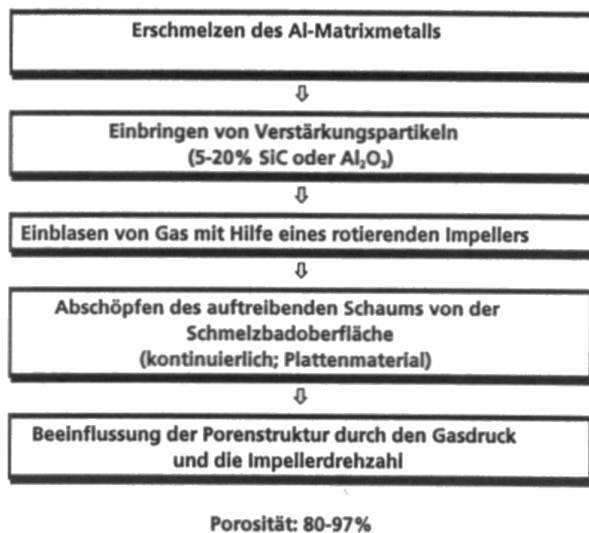 Erschmelzen des Al-Matrixmetalls
Einbringen von Verstärkungspartikeln
(5-20% SiC oder Al₂O₃)
Einblasen von Gas mit Hilfe eines rotierenden Impellers
Abschöpfen des auftreibenden Schaums von der
Schmelzbadoberfläche
(kontinuierlich; Plattenmaterial)
Beeinflussung der Porenstruktur durch den Gasdruck
und die Impellerdrehzahl
Porosität: 80-97%